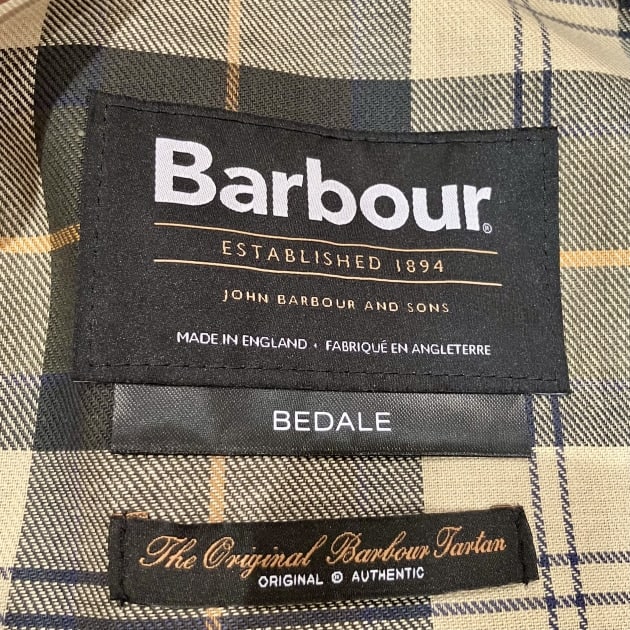 Barbour®
ESTABLISHED 1894
JOHN BARBOUR AND SONS
MADE IN ENGLAND · FABRIQUÉ EN ANGLETERRE
BEDALE
The Original Barbour Tartan
ORIGINAL ® AUTHENTIC